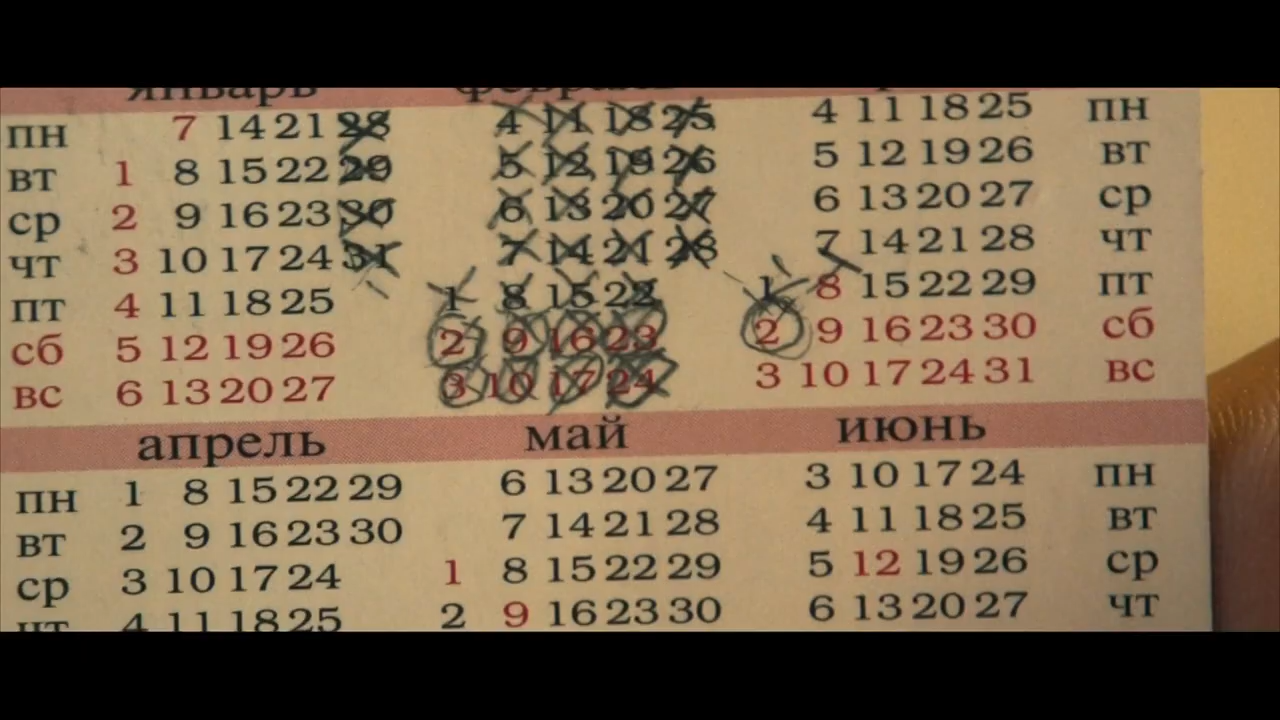 январь февраль
пн 7 14 21 28 4 11 18 25 4 11 18 25 пн
вт 1 8 15 22 29 5 12 19 26 5 12 19 26 вт
ср 2 9 16 23 30 6 13 20 27 6 13 20 27 ср
чт 3 10 17 24 31 7 14 21 28 7 14 21 28 чт
пт 4 11 18 25 1 8 15 22 1 8 15 22 29 пт
сб 5 12 19 26 2 9 16 23 2 9 16 23 30 сб
вс 6 13 20 27 3 10 17 24 3 10 17 24 31 вс
апрель май июнь
пн 1 8 15 22 29 6 13 20 27 3 10 17 24 пн
вт 2 9 16 23 30 7 14 21 28 4 11 18 25 вт
ср 3 10 17 24 1 8 15 22 29 5 12 19 26 ср
чт 4 11 18 25 2 9 16 23 30 6 13 20 27 чт